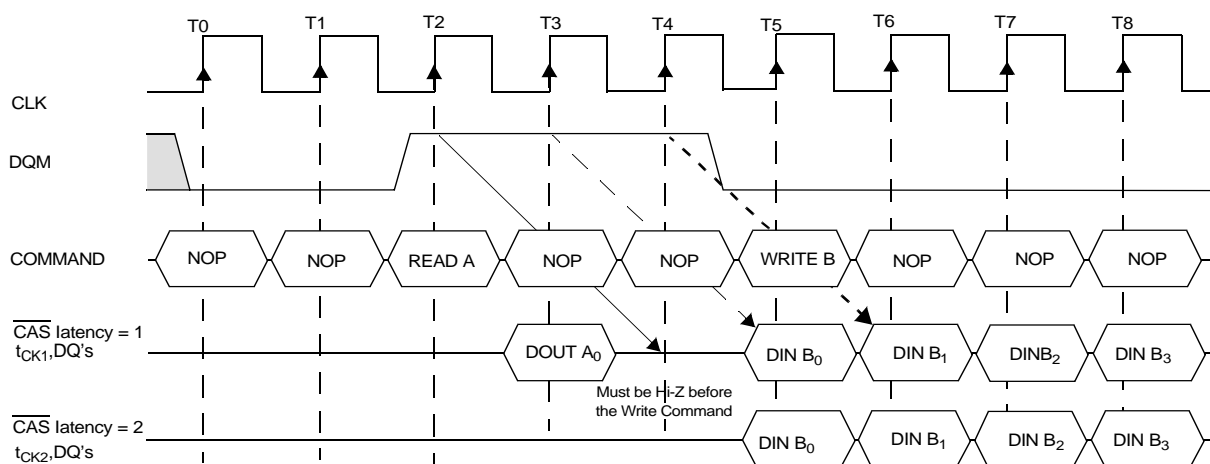 T0 T1 T2 T3 T4 T5 T6 T7 T8
CLK
DQM
COMMAND NOP NOP READ A NOP NOP WRITE B NOP NOP NOP
CAS latency = 1
tCK1,DQ's DOUT A0 DIN B0 DIN B1 DINB2 DIN B3
Must be Hi-Z before
the Write Command
CAS latency = 2
tCK2,DQ's DIN B0 DIN B1 DIN B2 DIN B3